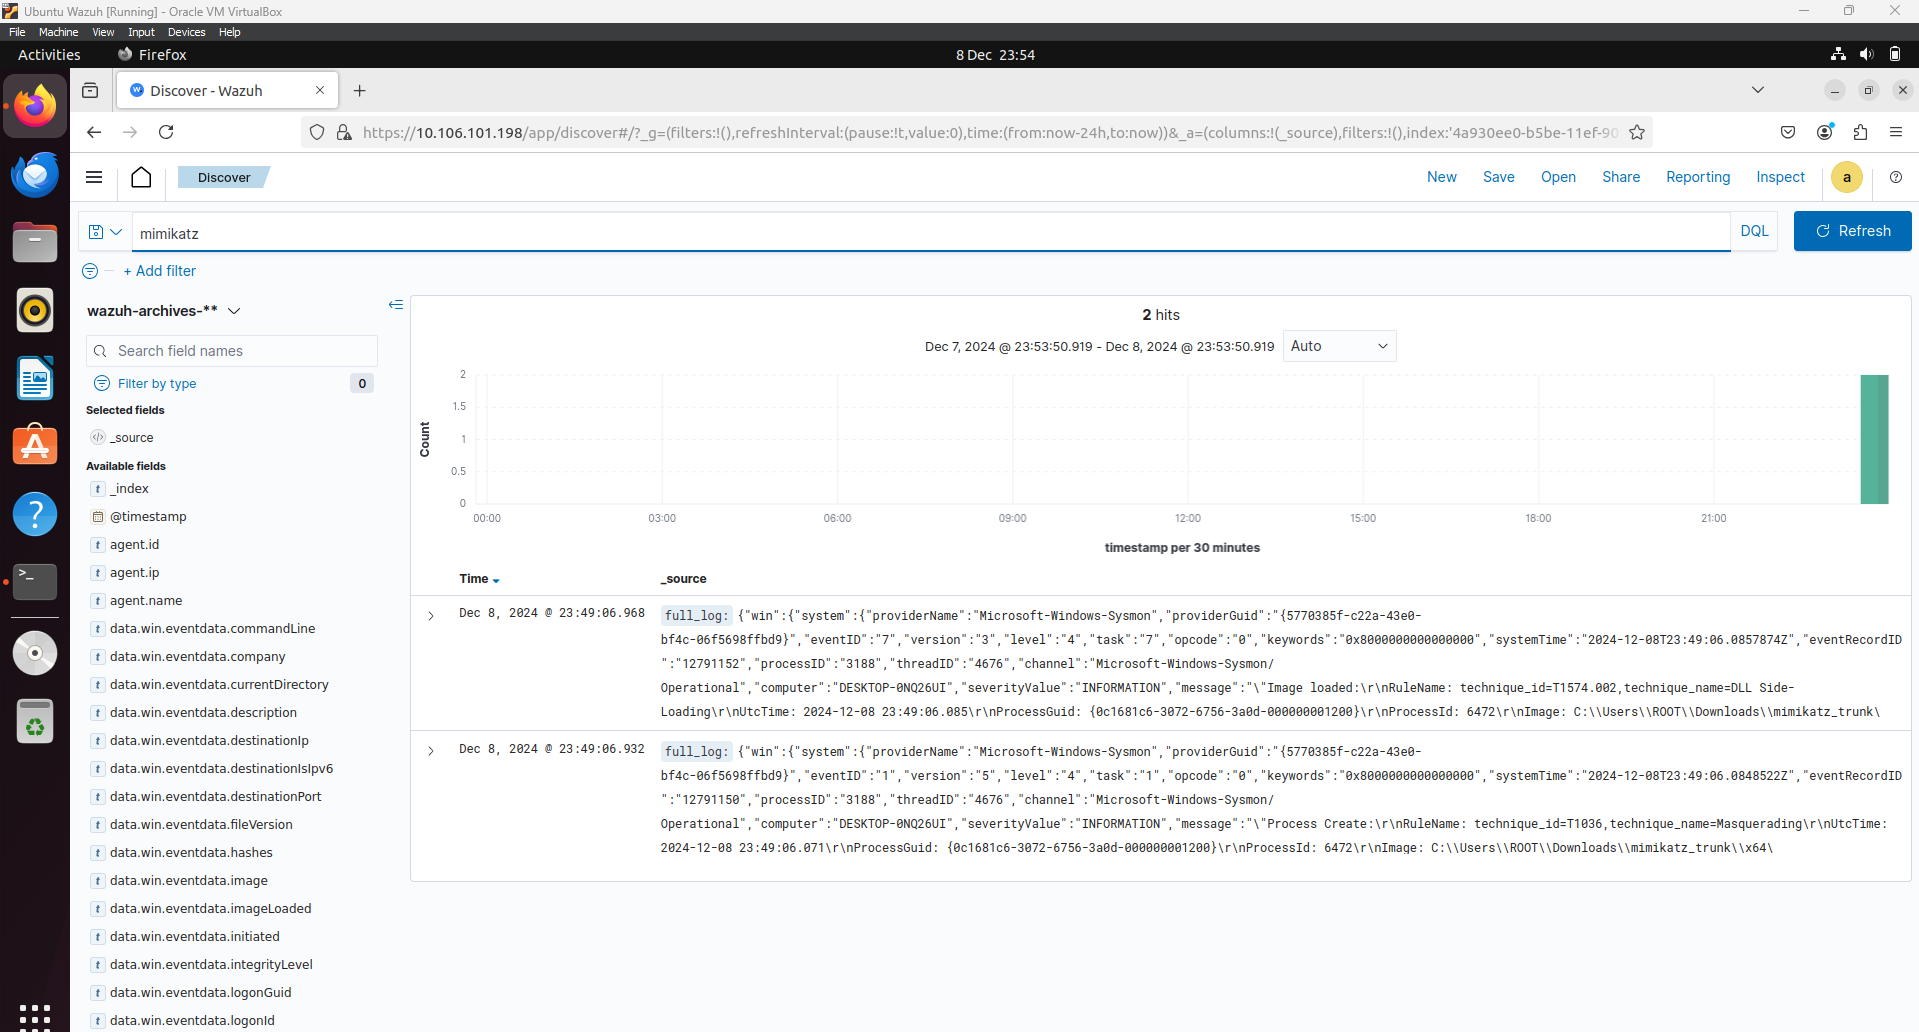 Ubuntu Wazuh [Running] - Oracle VM VirtualBox
File Machine View Input Devices Help
Activities Firefox 8 Dec 23:54
Discover - Wazuh
https://10.106.101.198/app/discover#/?_g=(filters:!(),refreshInterval:(pause:!t,value:0),time:(from:now-24h,to:now))&_a=(columns:!(_source),filters:!(),index:'4a930ee0-b5be-11ef-90
Discover New Save Open Share Reporting Inspect a
mimikatz DQL Refresh
+ Add filter
wazuh-archives-**
Search field names
Filter by type 0
Selected fields
_source
Available fields
t _index
@timestamp
t agent.id
t agent.ip
t agent.name
t data.win.eventdata.commandLine
t data.win.eventdata.company
t data.win.eventdata.currentDirectory
t data.win.eventdata.description
t data.win.eventdata.destinationIp
t data.win.eventdata.destinationIsIpv6
t data.win.eventdata.destinationPort
t data.win.eventdata.fileVersion
t data.win.eventdata.hashes
t data.win.eventdata.image
t data.win.eventdata.imageLoaded
t data.win.eventdata.initiated
t data.win.eventdata.integrityLevel
t data.win.eventdata.logonGuid
t data.win.eventdata.logonId
2 hits
Dec 7, 2024 @ 23:53:50.919 - Dec 8, 2024 @ 23:53:50.919 Auto
Count
2
1.5
1
0.5
0
00:00 03:00 06:00 09:00 12:00 15:00 18:00 21:00
timestamp per 30 minutes
Time _source
Dec 8, 2024 @ 23:49:06.968 full_log: {"win":{"system":{"providerName":"Microsoft-Windows-Sysmon","providerGuid":"{5770385f-c22a-43e0-
bf4c-06f5698ffbd9}","eventID":"7","version":"3","level":"4","task":"7","opcode":"0","keywords":"0x8000000000000000","systemTime":"2024-12-08T23:49:06.0857874Z","eventRecordID
":"12791152","processID":"3188","threadID":"4676","channel":"Microsoft-Windows-Sysmon/
Operational","computer":"DESKTOP-0NQ26UI","severityValue":"INFORMATION","message":"\"Image loaded:\r\nRuleName: technique_id=T1574.002,technique_name=DLL Side-
Loading\r\nUtcTime: 2024-12-08 23:49:06.085\r\nProcessGuid: {0c1681c6-3072-6756-3a0d-000000001200}\r\nProcessId: 6472\r\nImage: C:\\Users\\ROOT\\Downloads\\mimikatz_trunk\
Dec 8, 2024 @ 23:49:06.932 full_log: {"win":{"system":{"providerName":"Microsoft-Windows-Sysmon","providerGuid":"{5770385f-c22a-43e0-
bf4c-06f5698ffbd9}","eventID":"1","version":"5","level":"4","task":"1","opcode":"0","keywords":"0x8000000000000000","systemTime":"2024-12-08T23:49:06.0848522Z","eventRecordID
":"12791150","processID":"3188","threadID":"4676","channel":"Microsoft-Windows-Sysmon/
Operational","computer":"DESKTOP-0NQ26UI","severityValue":"INFORMATION","message":"\"Process Create:\r\nRuleName: technique_id=T1036,technique_name=Masquerading\r\nUtcTime:
2024-12-08 23:49:06.071\r\nProcessGuid: {0c1681c6-3072-6756-3a0d-000000001200}\r\nProcessId: 6472\r\nImage: C:\\Users\\ROOT\\Downloads\\mimikatz_trunk\\x64\